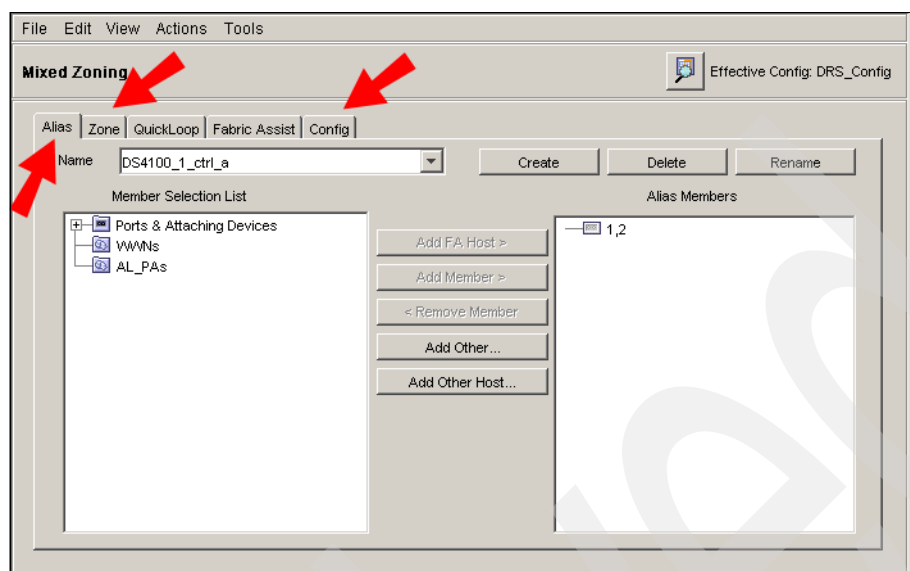 File Edit View Actions Tools
Mixed Zoning
Effective Config: DRS_Config
Alias Zone QuickLoop Fabric Assist Config
Name DS4100_1_ctrl_a Create Delete Rename
Member Selection List Alias Members
Ports & Attaching Devices
WWNs
AL_PAs
Add FA Host >
Add Member >
< Remove Member
Add Other...
Add Other Host...
1,2